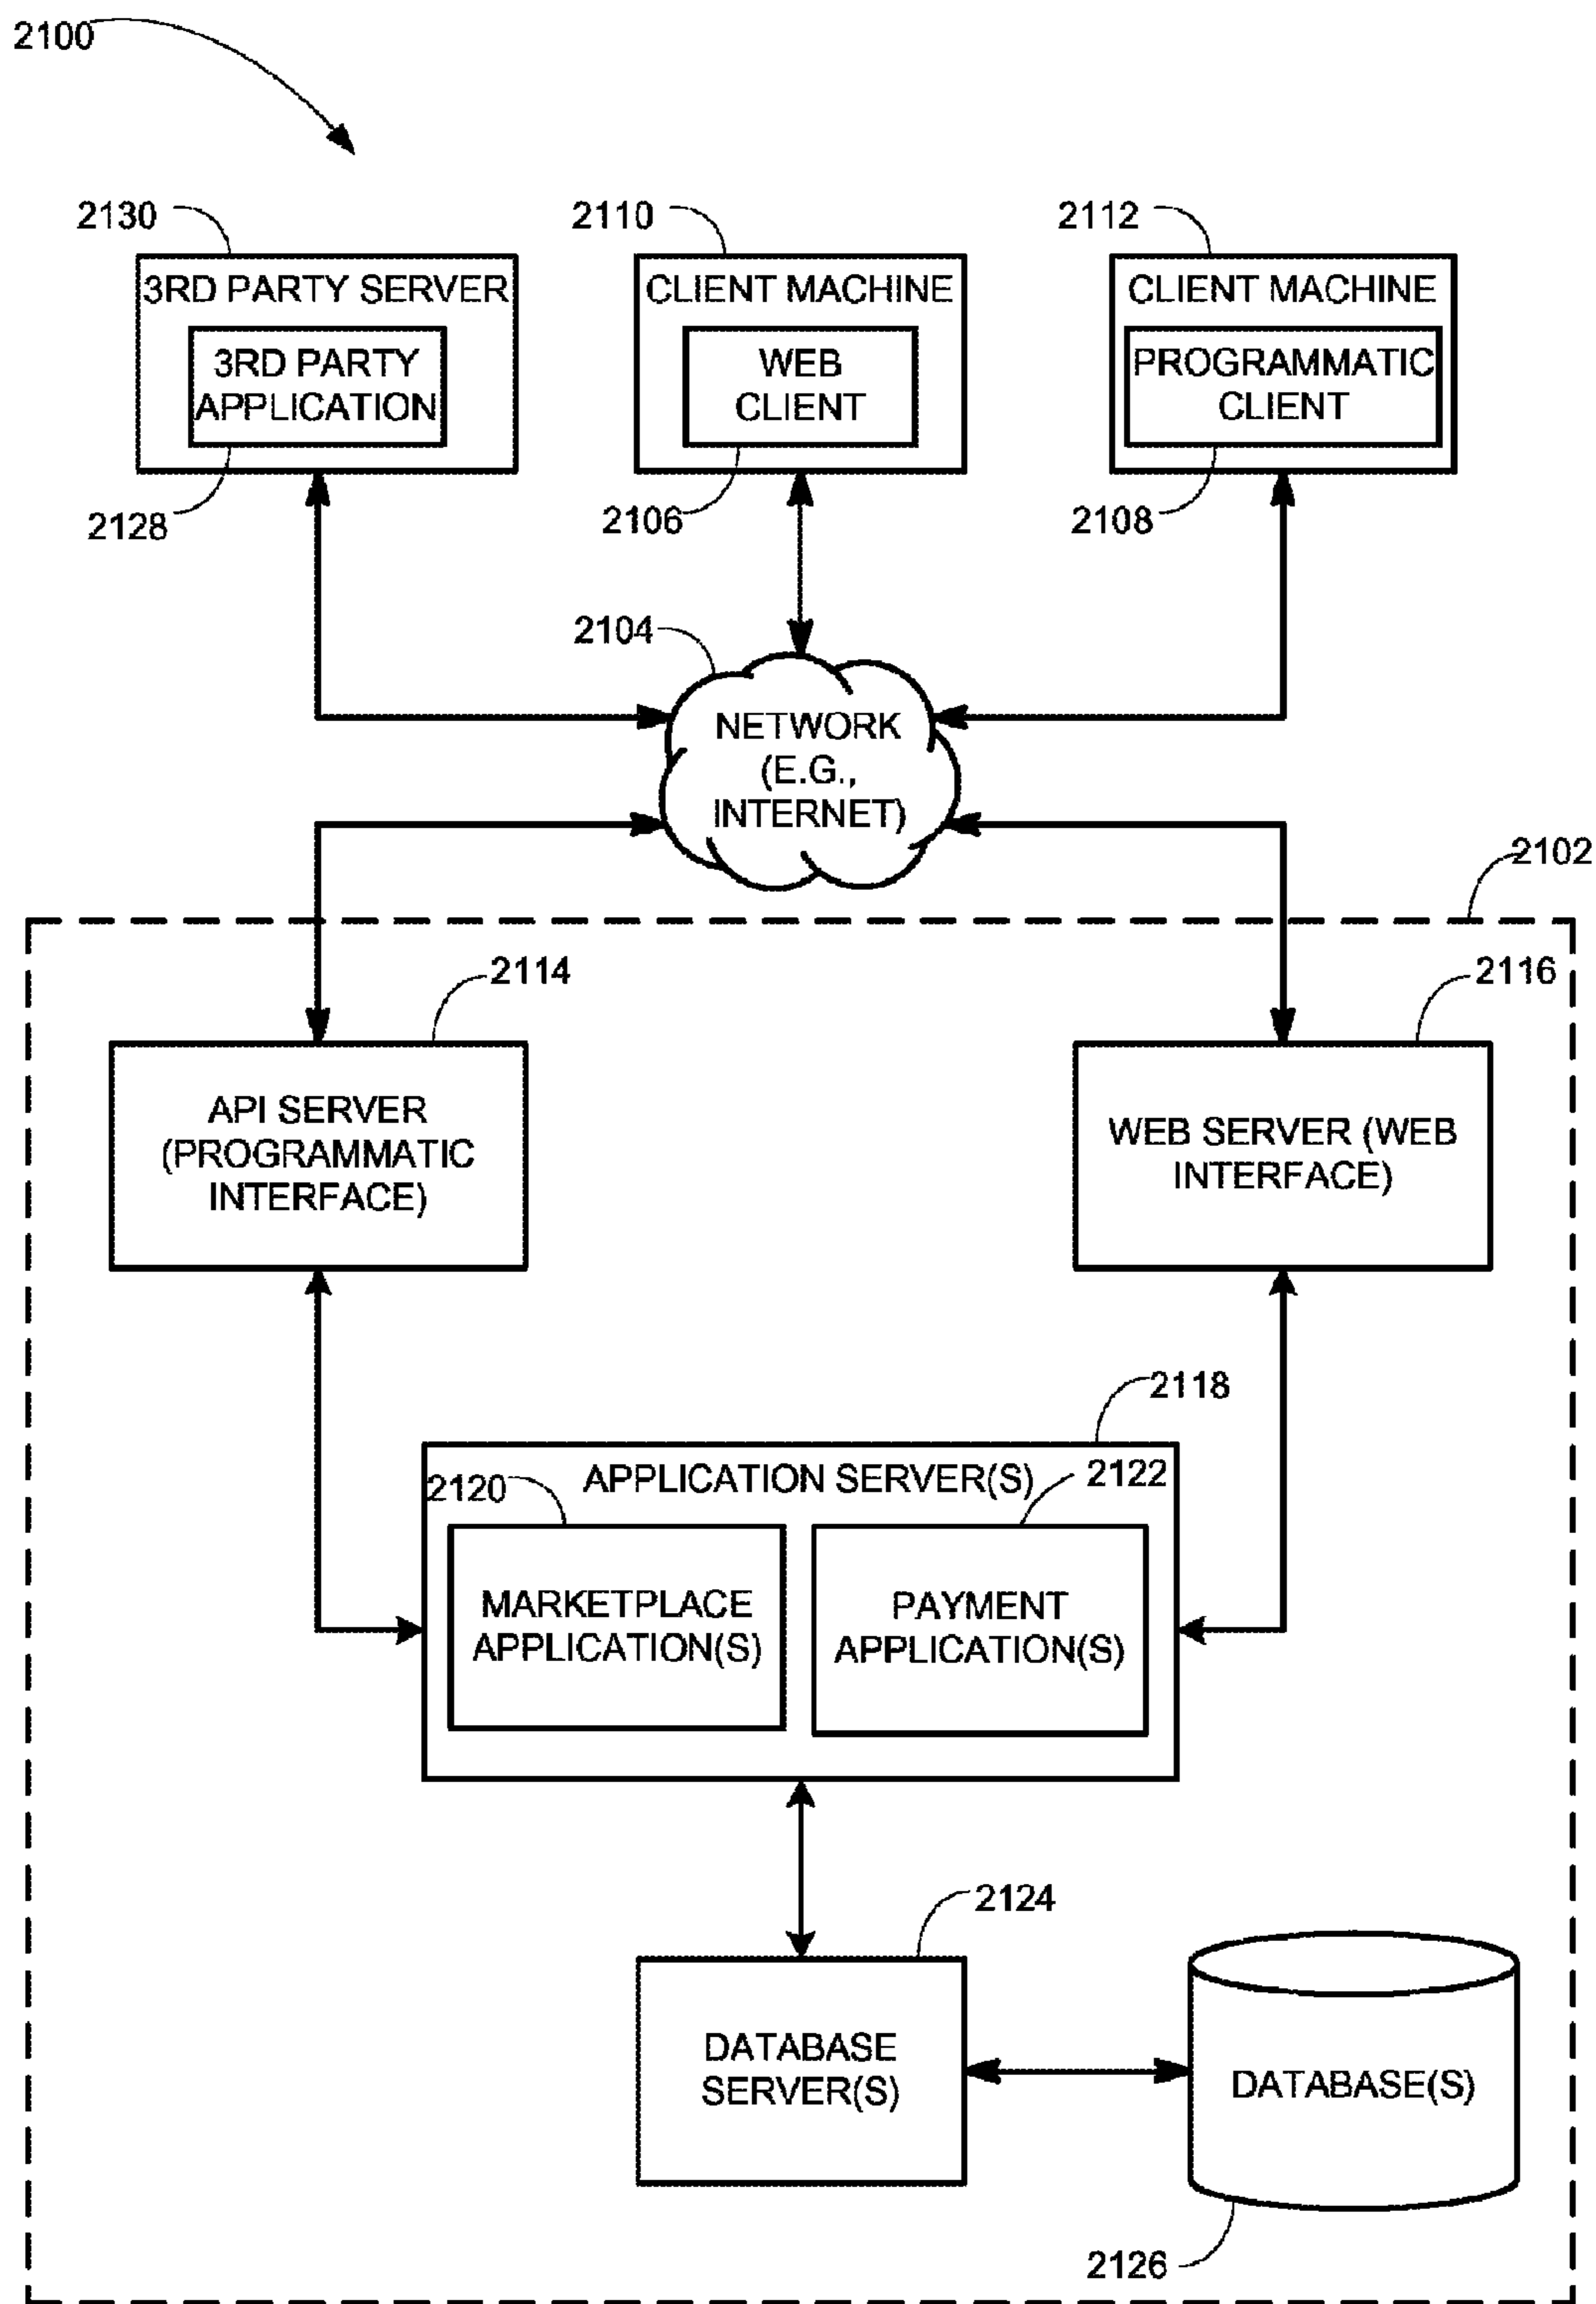 2100
2130
2110
2112
3RD PARTY SERVER
3RD PARTY
APPLICATION
CLIENT MACHINE
WEB
CLIENT
CLIENT MACHINE
PROGRAMMATIC
CLIENT
2128
2106
2108
2104
NETWORK
(E.G.,
INTERNET)
2102
2114
2116
API SERVER
(PROGRAMMATIC
INTERFACE)
WEB SERVER (WEB
INTERFACE)
2118
APPLICATION SERVER(S)
2120
2122
MARKETPLACE
APPLICATION(S)
PAYMENT
APPLICATION(S)
2124
DATABASE
SERVER(S)
DATABASE(S)
2126